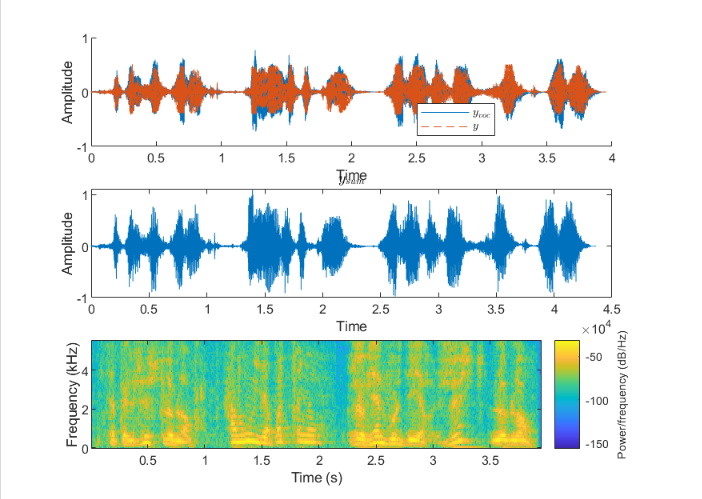 1
Amplitude
0
-1
y_voc
y
0 0.5 1 1.5 2 2.5 3 3.5 4
Time
y_sum
1
Amplitude
0
-1
0 0.5 1 1.5 2 2.5 3 3.5 4 4.5
Time
×10^4
Frequency (kHz)
4
2
0
0.5 1 1.5 2 2.5 3 3.5
Time (s)
-50
-100
-150
Power/frequency (dB/Hz)